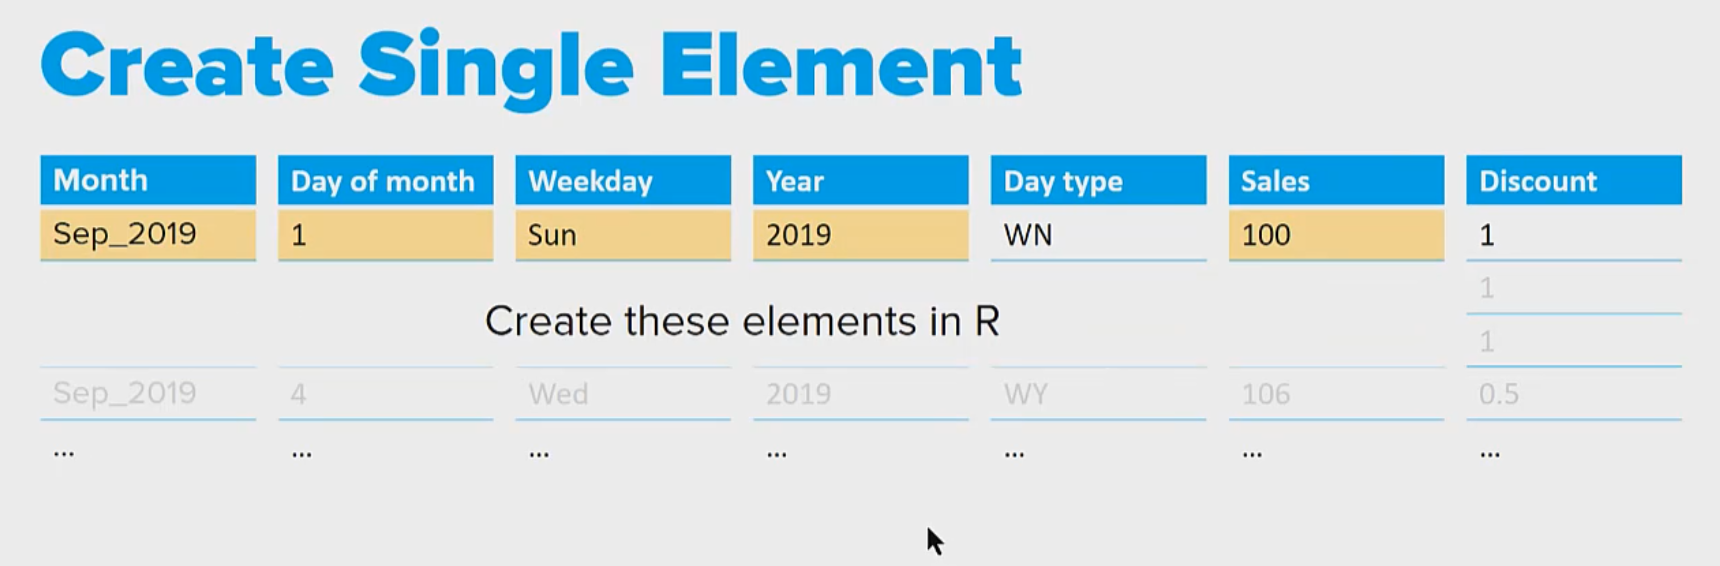 Create Single Element
Month Day of month Weekday Year Day type Sales Discount
Sep_2019 1 Sun 2019 WN 100 1
1
Create these elements in R
1
Sep_2019 4 Wed 2019 WY 106 0.5
... ... ... ... ... ... ...